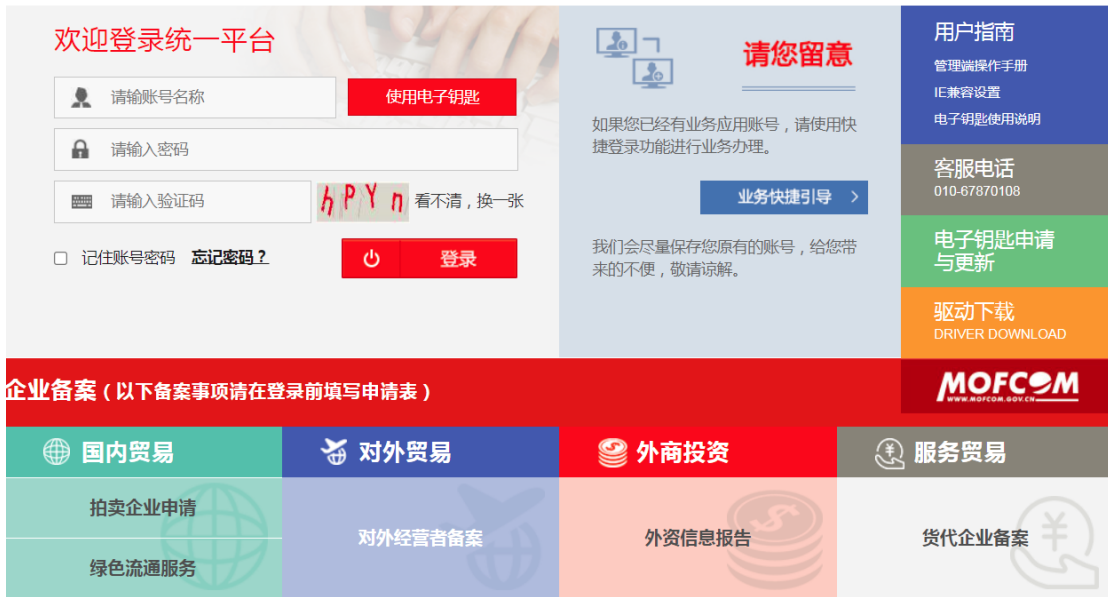 欢迎登录统一平台
请输账号名称
使用电子钥匙
请输入密码
请输入验证码
hPYn
看不清，换一张
记住账号密码 忘记密码？
登录
请您留意
如果您已经有业务应用账号，请使用快
捷登录功能进行业务办理。
业务快捷引导 >
我们会尽量保存您原有的账号，给您带
来的不便，敬请谅解。
用户指南
管理端操作手册
IE兼容设置
电子钥匙使用说明
客服电话
010-67870108
电子钥匙申请
与更新
驱动下载
DRIVER DOWNLOAD
企业备案（以下备案事项请在登录前填写申请表）
MOFCOM
WWW.MOFCOM.GOV.CN
国内贸易
拍卖企业申请
绿色流通服务
对外贸易
对外经营者备案
外商投资
外资信息报告
服务贸易
货代企业备案